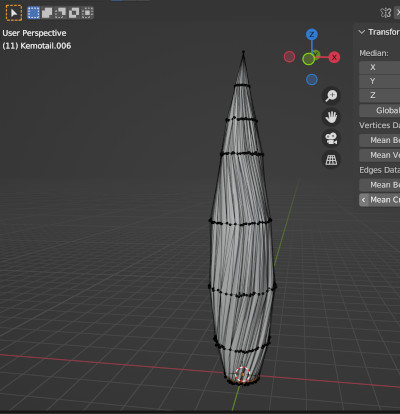 User Perspective
(11) Kemotail.006
Z
X
Transfor
Median:
X
Y
Z
Global
Vertices Da
Mean Be
Mean Ve
Edges Data
Mean Be
Mean Cr